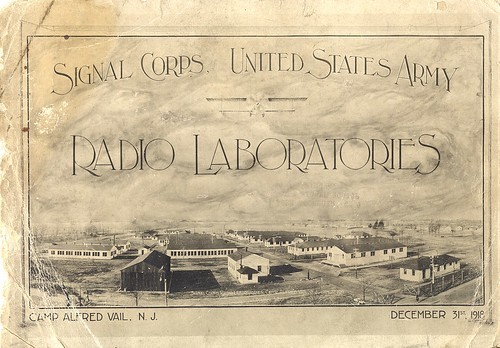 SIGNAL CORPS. UNITED STATES ARMY
RADIO LABORATORIES
CAMP ALFRED VAIL, N. J.
DECEMBER 31ST, 1918